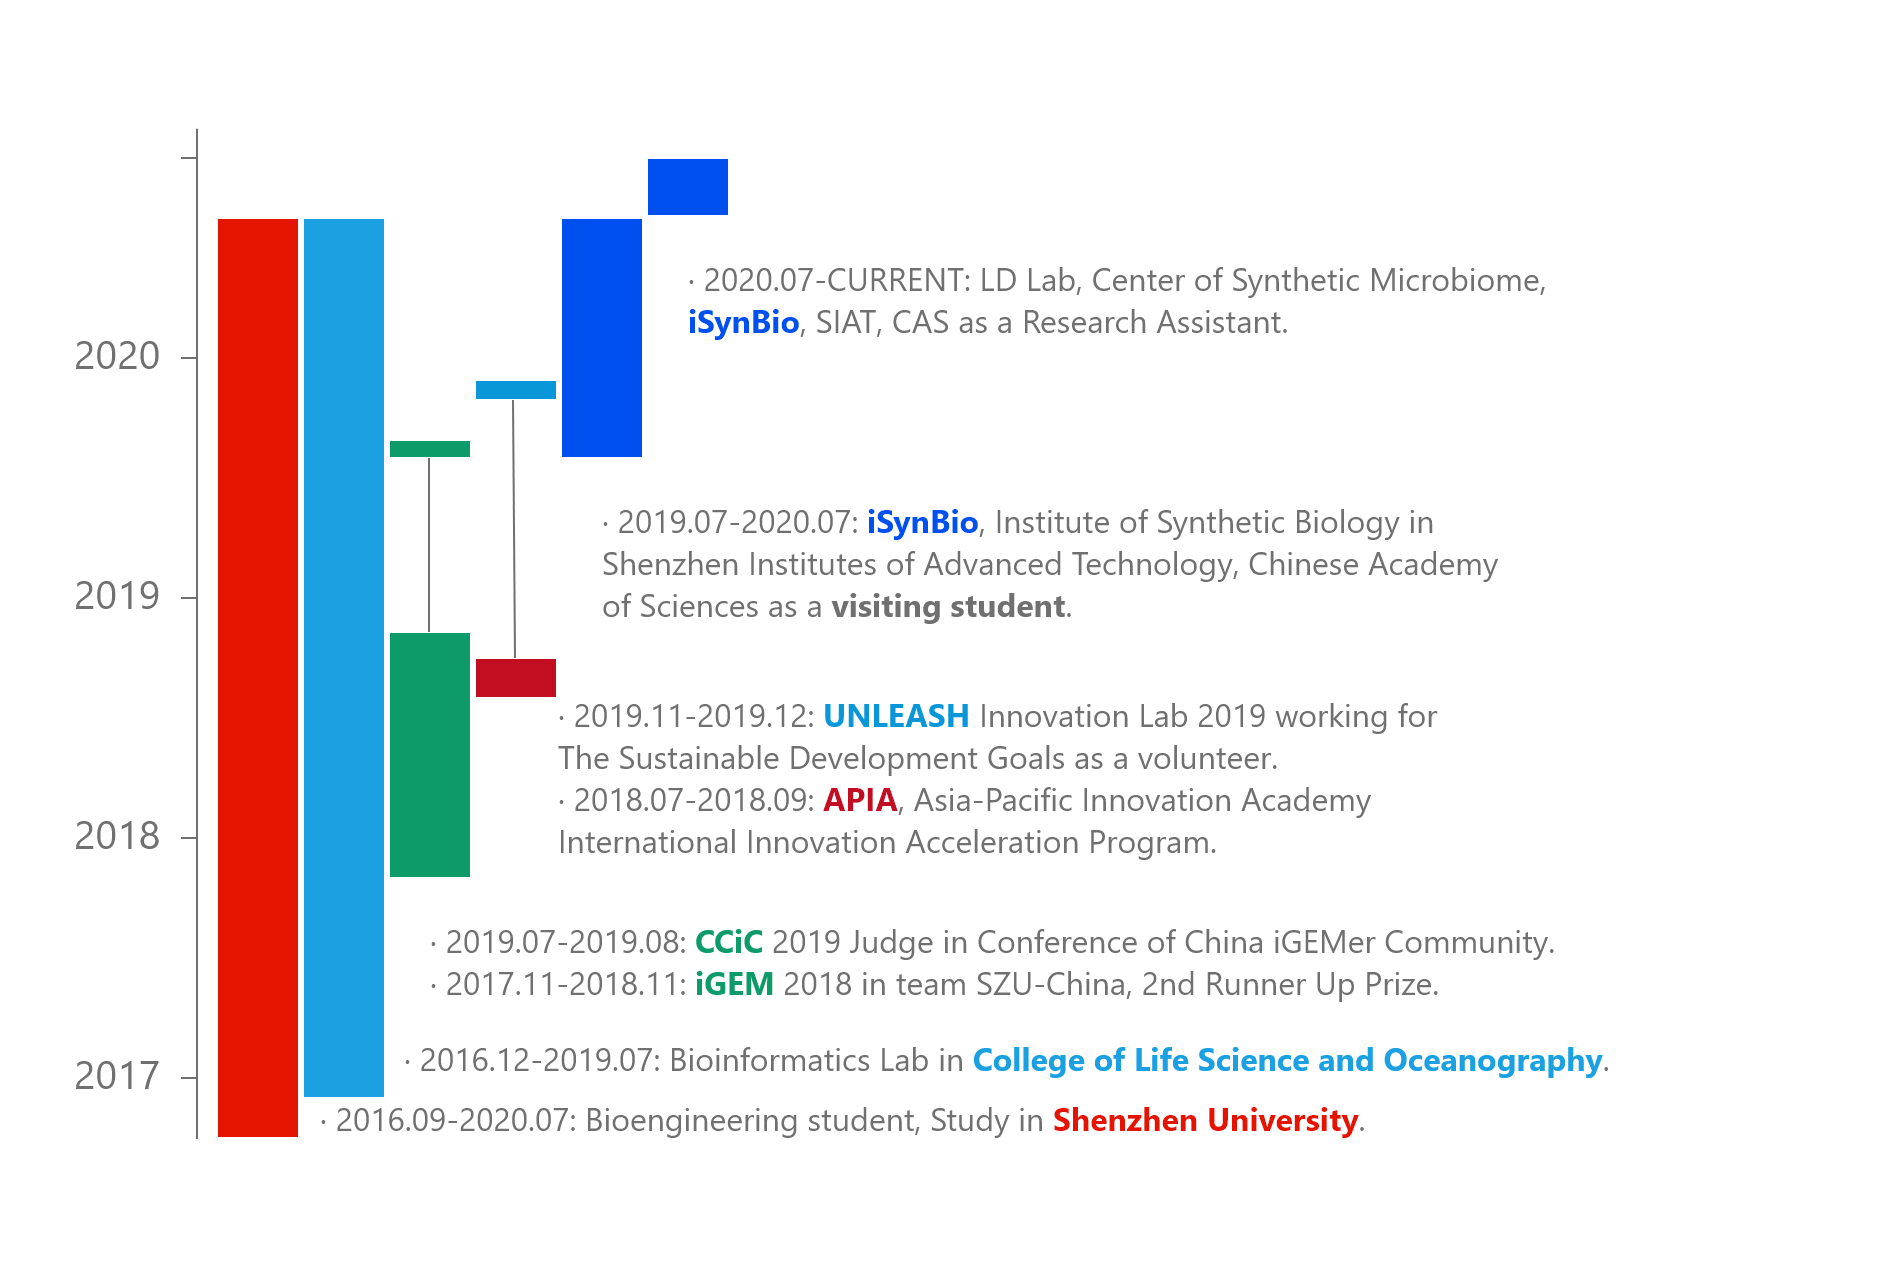 · 2020.07-CURRENT: LD Lab, Center of Synthetic Microbiome,
iSynBio, SIAT, CAS as a Research Assistant.
2020
· 2019.07-2020.07: iSynBio, Institute of Synthetic Biology in
Shenzhen Institutes of Advanced Technology, Chinese Academy
of Sciences as a visiting student.
2019
· 2019.11-2019.12: UNLEASH Innovation Lab 2019 working for
The Sustainable Development Goals as a volunteer.
· 2018.07-2018.09: APIA, Asia-Pacific Innovation Academy
International Innovation Acceleration Program.
2018
· 2019.07-2019.08: CCiC 2019 Judge in Conference of China iGEMer Community.
· 2017.11-2018.11: iGEM 2018 in team SZU-China, 2nd Runner Up Prize.
· 2016.12-2019.07: Bioinformatics Lab in College of Life Science and Oceanography.
2017
· 2016.09-2020.07: Bioengineering student, Study in Shenzhen University.